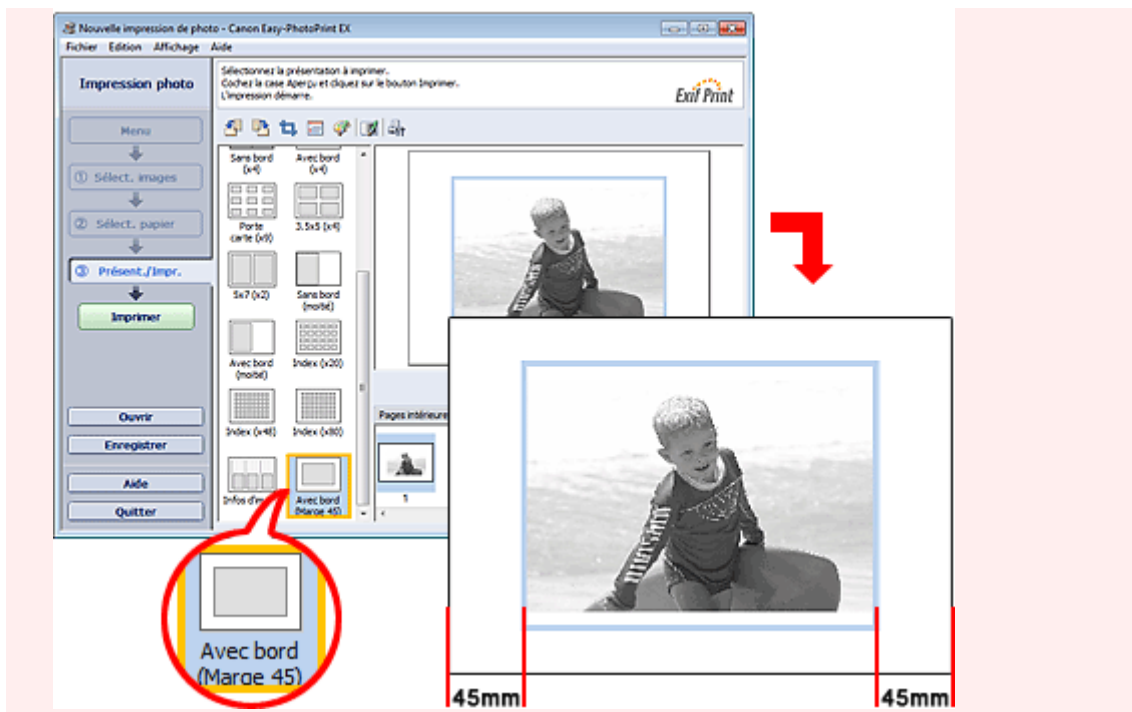 Nouvelle impression de photo - Canon Easy-PhotoPrint EX
Fichier Edition Affichage Aide
Impression photo
Sélectionnez la présentation à imprimer.
Cochez la case Aperçu et cliquez sur le bouton Imprimer.
L'impression démarre.
Exif Print
Menu
① Sélect. images
② Sélect. papier
③ Présent./Impr.
Imprimer
Ouvrir
Enregistrer
Aide
Quitter
Sans bord
(x4)
Avec bord
(x4)
Porte
carte (x9)
3.5x5 (x4)
5x7 (x2)
Sans bord
(moitié)
Avec bord
(moitié)
Index (x20)
Index (x48)
Index (x80)
Infos d'im
Avec bord
(Marge 45)
Pages intérieure
1
Avec bord
(Marge 45)
45mm
45mm